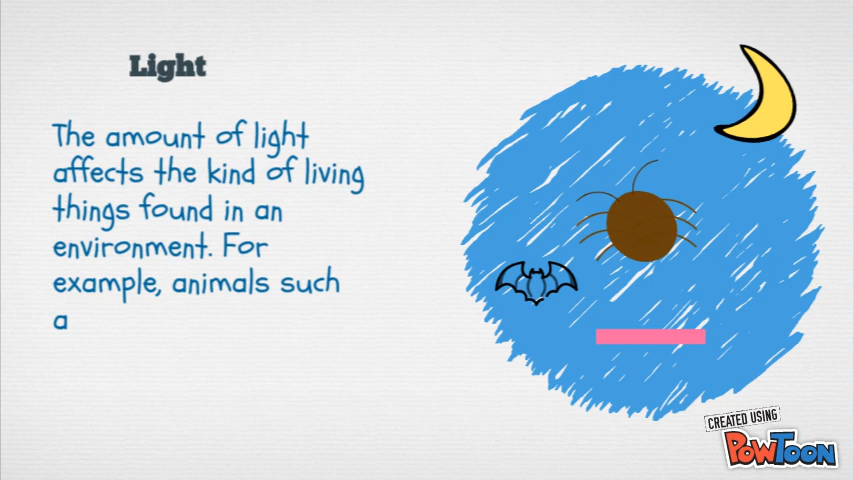 Light
The amount of light
affects the kind of living
things found in an
environment. For
example, animals such
a
CREATED USING
POWTOON